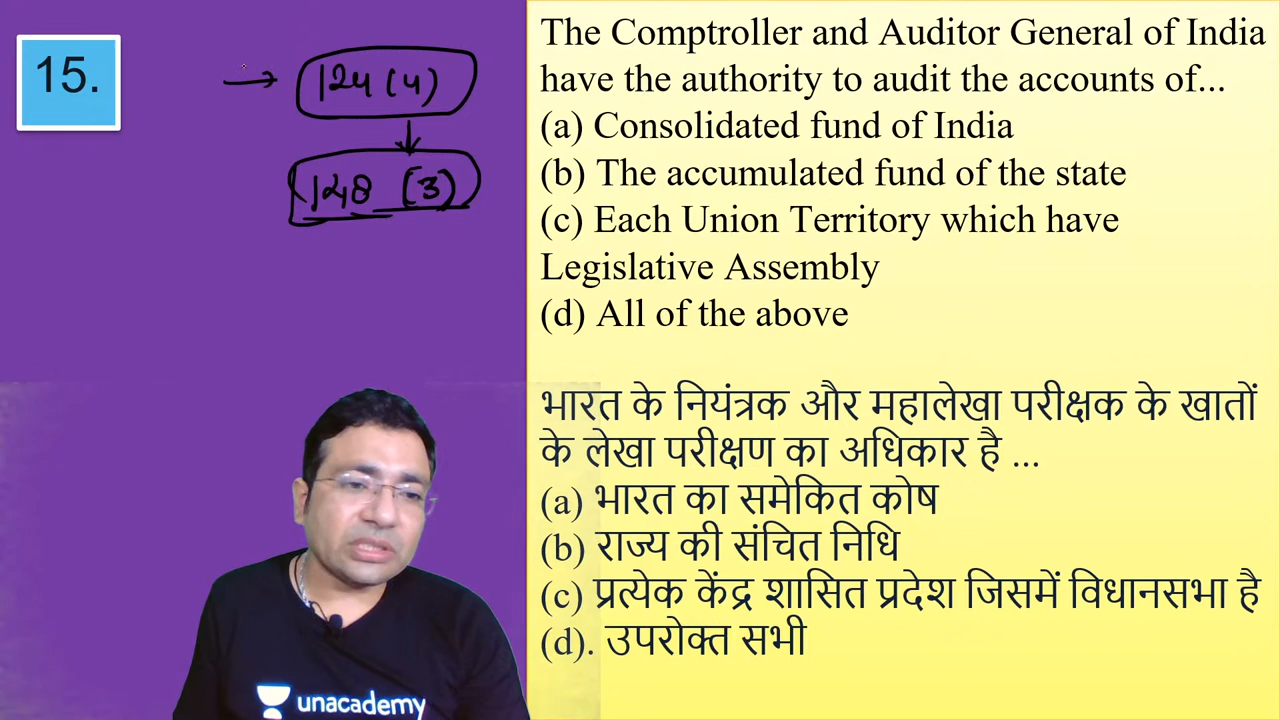 15.
124 (4)
148 (3)
The Comptroller and Auditor General of India
have the authority to audit the accounts of...
(a) Consolidated fund of India
(b) The accumulated fund of the state
(c) Each Union Territory which have
Legislative Assembly
(d) All of the above
भारत के नियंत्रक और महालेखा परीक्षक के खातों
के लेखा परीक्षण का अधिकार है ...
(a) भारत का समेकित कोष
(b) राज्य की संचित निधि
(c) प्रत्येक केंद्र शासित प्रदेश जिसमें विधानसभा है
(d). उपरोक्त सभी
unacademy